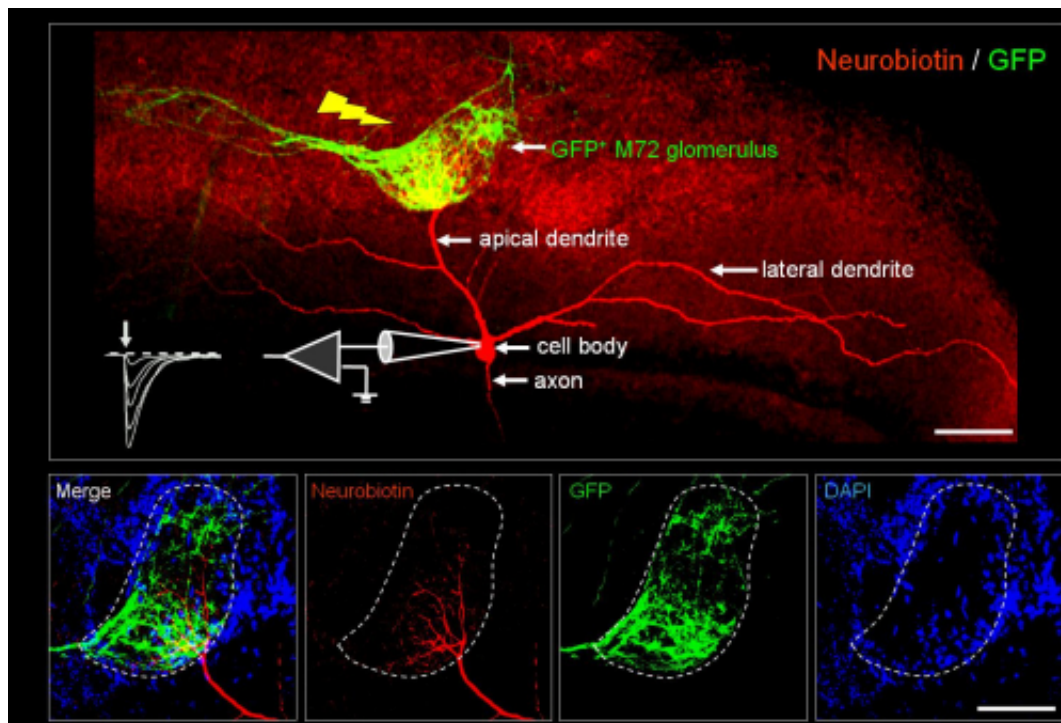 Neurobiotin / GFP
GFP⁺ M72 glomerulus
apical dendrite
lateral dendrite
cell body
axon
Merge
Neurobiotin
GFP
DAPI